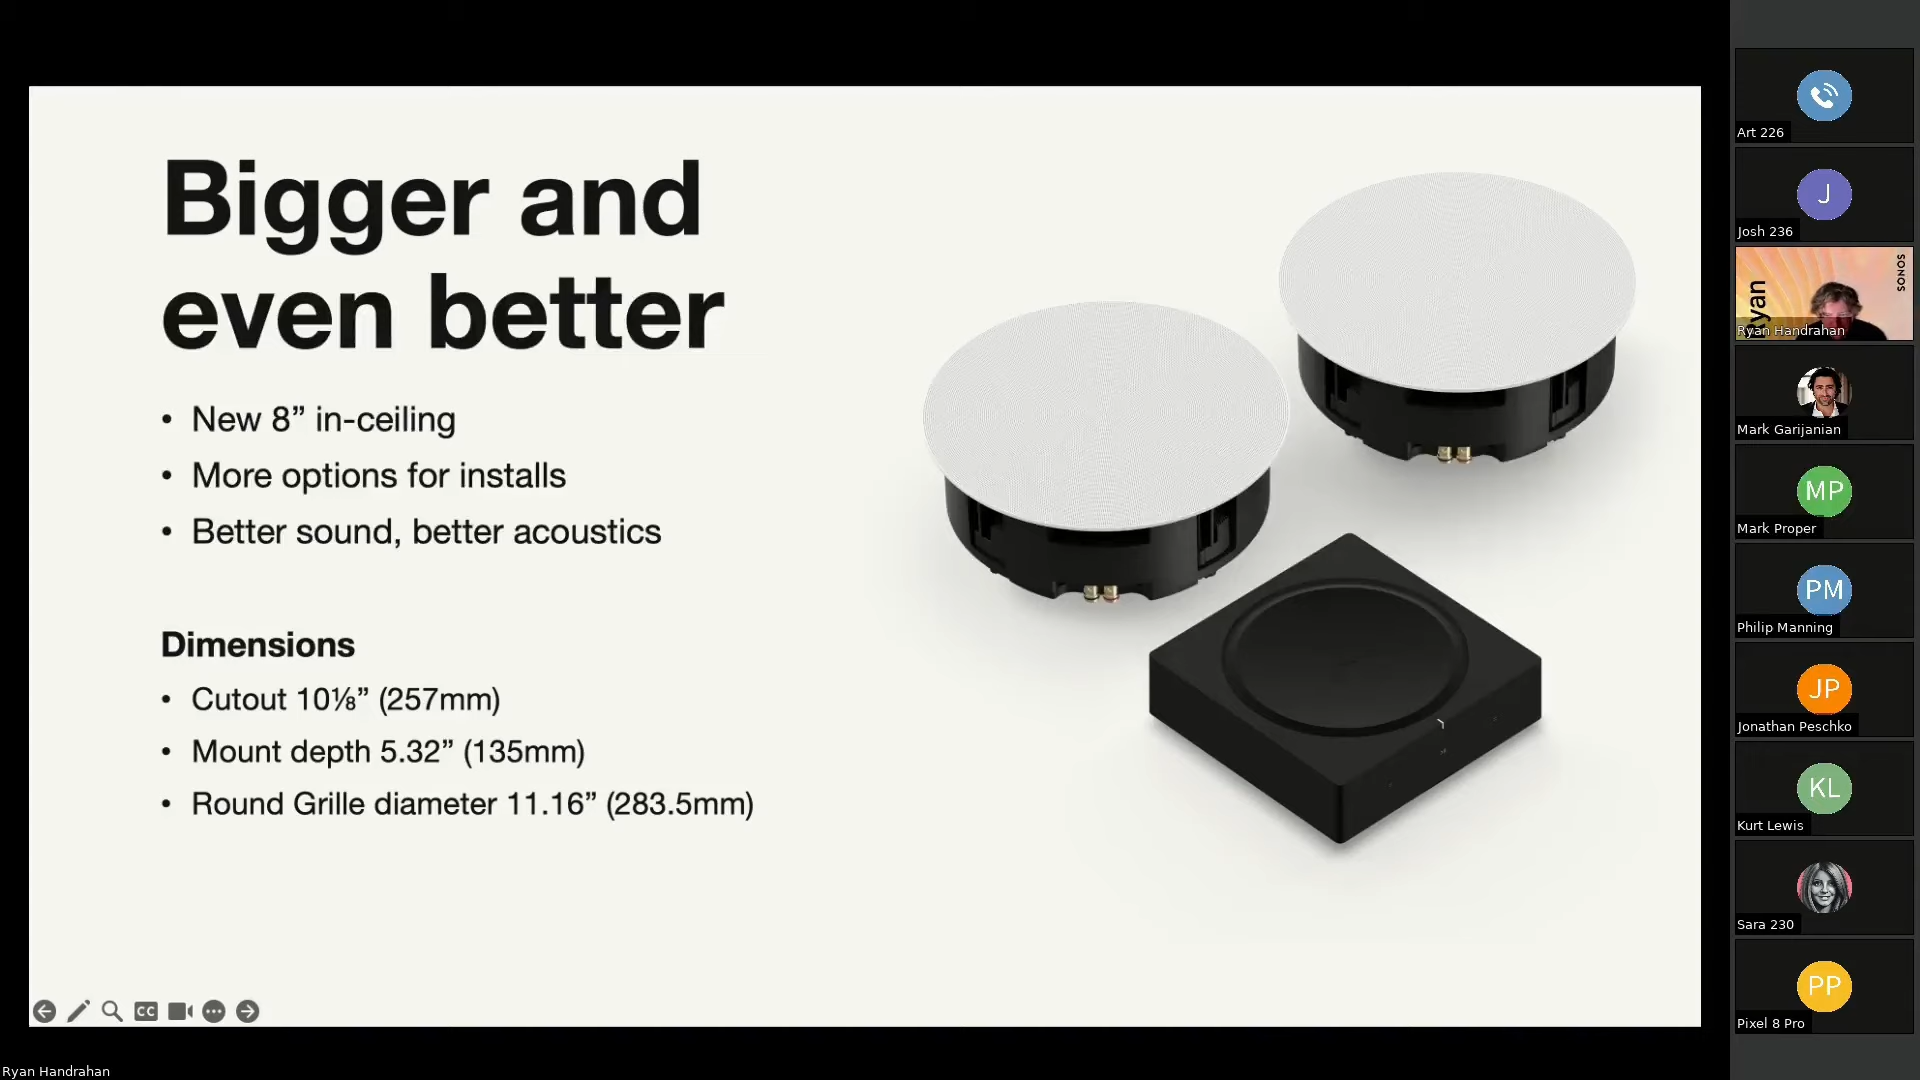 Bigger and
even better
• New 8” in-ceiling
• More options for installs
• Better sound, better acoustics
Dimensions
• Cutout 10⅛” (257mm)
• Mount depth 5.32” (135mm)
• Round Grille diameter 11.16” (283.5mm)
CC
Ryan Handrahan
Art 226
J
Josh 236
Ryan
SONOS
Ryan Handrahan
Mark Garijanian
MP
Mark Proper
PM
Philip Manning
JP
Jonathan Peschko
KL
Kurt Lewis
Sara 230
PP
Pixel 8 Pro